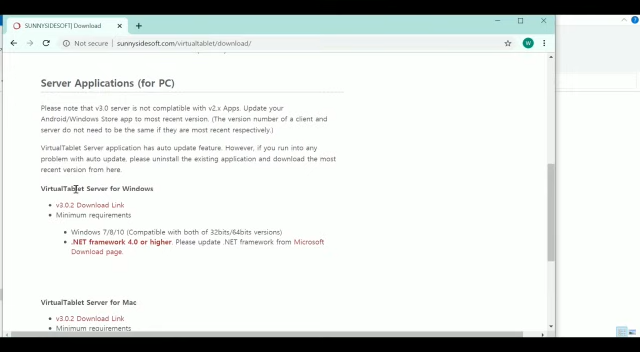 SUNNYSIDESOFT] Download
Not secure | sunnysidesoft.com/virtualtablet/download/
W
Server Applications (for PC)
Please note that v3.0 server is not compatible with v2.x Apps. Update your
Android/Windows Store app to most recent version. (The version number of a client and
server do not need to be the same if they are most recent respectively.)
VirtualTablet Server application has auto update feature. However, if you run into any
problem with auto update, please uninstall the existing application and download the most
recent version from here.
VirtualTablet Server for Windows
v3.0.2 Download Link
Minimum requirements
Windows 7/8/10 (Compatible with both of 32bits/64bits versions)
.NET framework 4.0 or higher. Please update .NET framework from Microsoft
Download page.
VirtualTablet Server for Mac
v3.0.2 Download Link
Minimum requirements